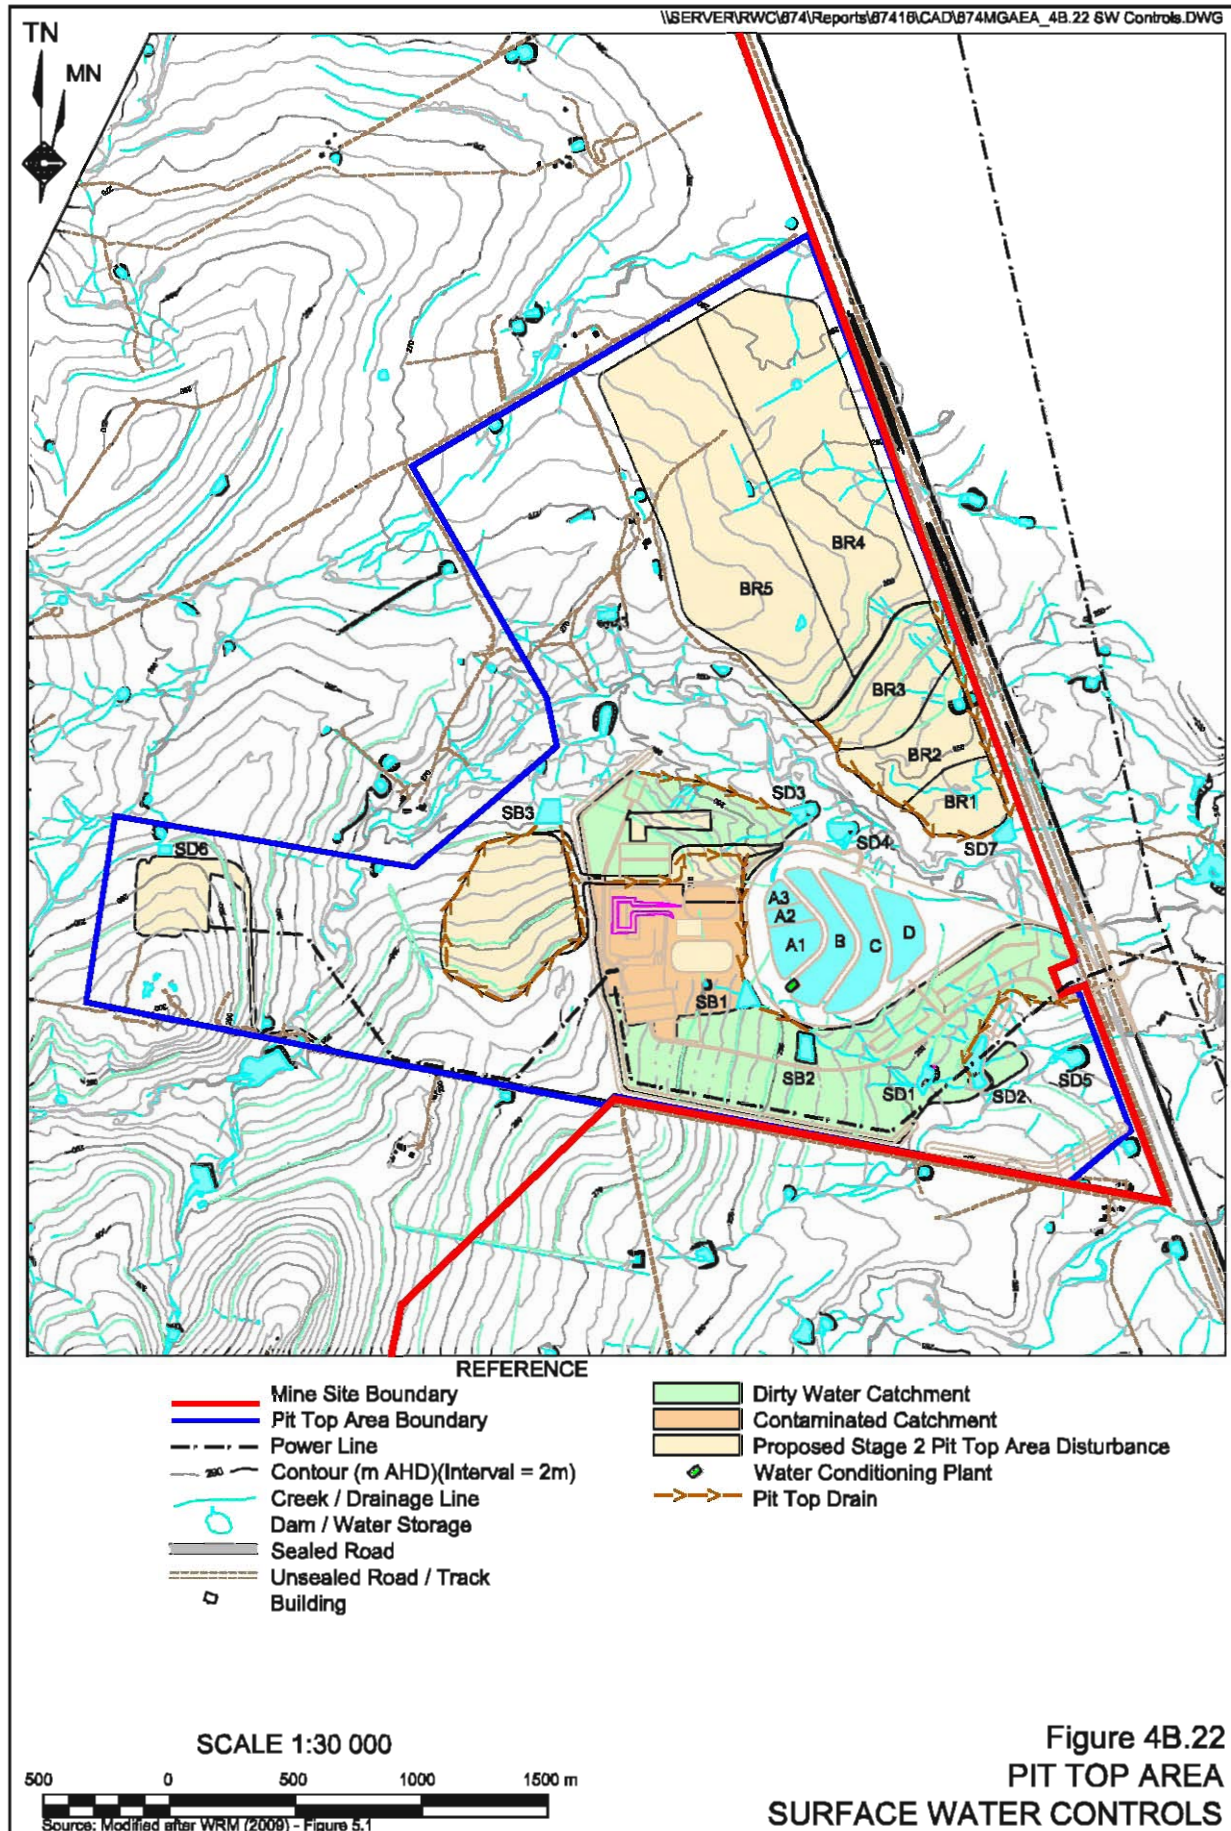 \\SERVER\RWC\674\Reports\67416\CAD\674MGAEA_4B.22 SW Controls.DWG
TN
MN
BR4
BR5
BR3
BR2
BR1
SD3
SB3
SD4
SD7
SD6
A3
A2
A1
B
C
D
SB1
SB2
SD1
SD2
SD5
REFERENCE
Mine Site Boundary
Pit Top Area Boundary
Power Line
280 Contour (m AHD)(Interval = 2m)
Creek / Drainage Line
Dam / Water Storage
Sealed Road
Unsealed Road / Track
Building
Dirty Water Catchment
Contaminated Catchment
Proposed Stage 2 Pit Top Area Disturbance
Water Conditioning Plant
Pit Top Drain
SCALE 1:30 000
500 0 500 1000 1500 m
Source: Modified after WRM (2009) - Figure 5.1
Figure 4B.22
PIT TOP AREA
SURFACE WATER CONTROLS